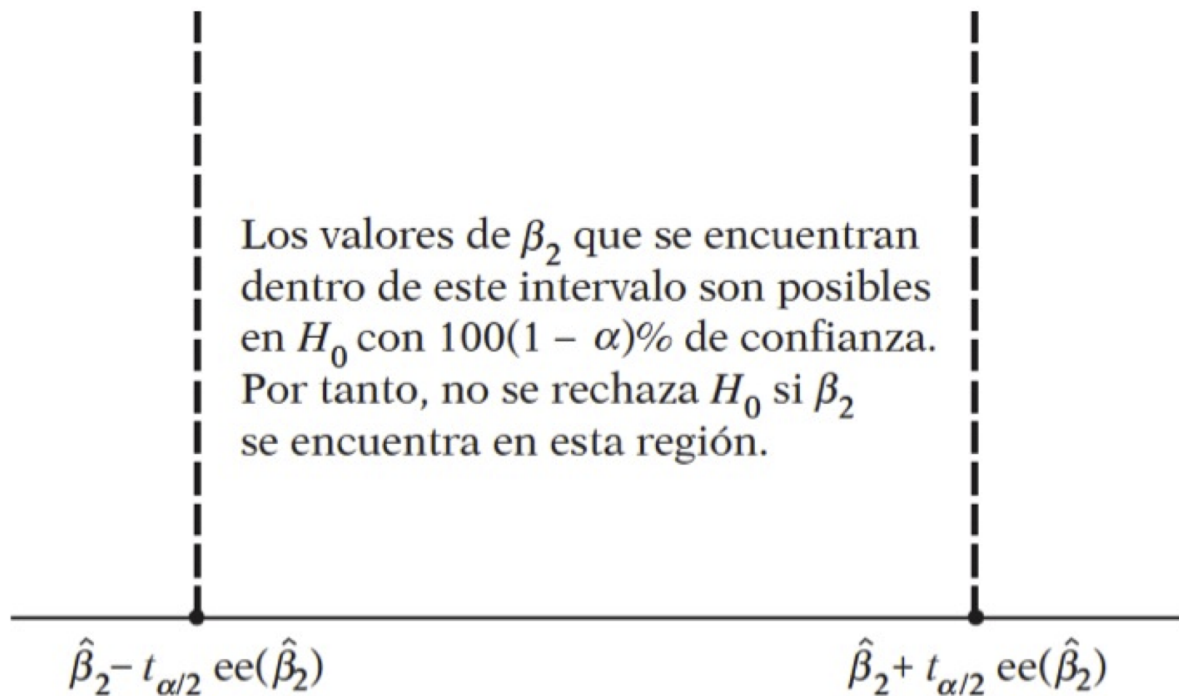 Los valores de β₂ que se encuentran
dentro de este intervalo son posibles
en H₀ con 100(1 – α)% de confianza.
Por tanto, no se rechaza H₀ si β₂
se encuentra en esta región.
β̂₂– t_α/2 ee(β̂₂) β̂₂+ t_α/2 ee(β̂₂)